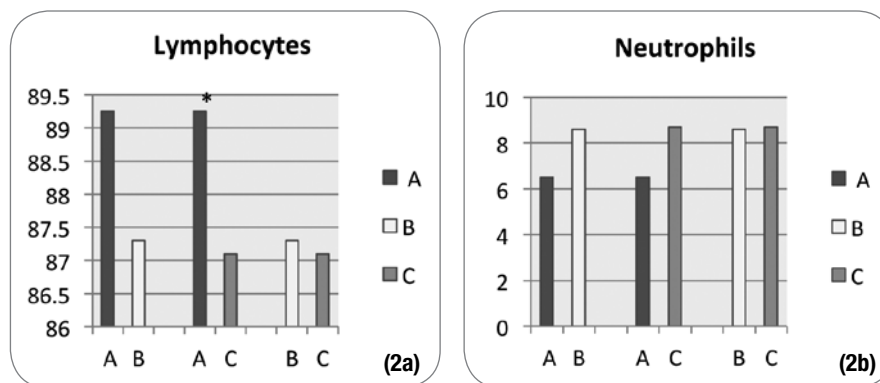 Lymphocytes
89.5
89
88.5
88
87.5
87
86.5
86
*
A B A C B C
A
B
C
(2a)
Neutrophils
10
8
6
4
2
0
A B A C B C
A
B
C
(2b)